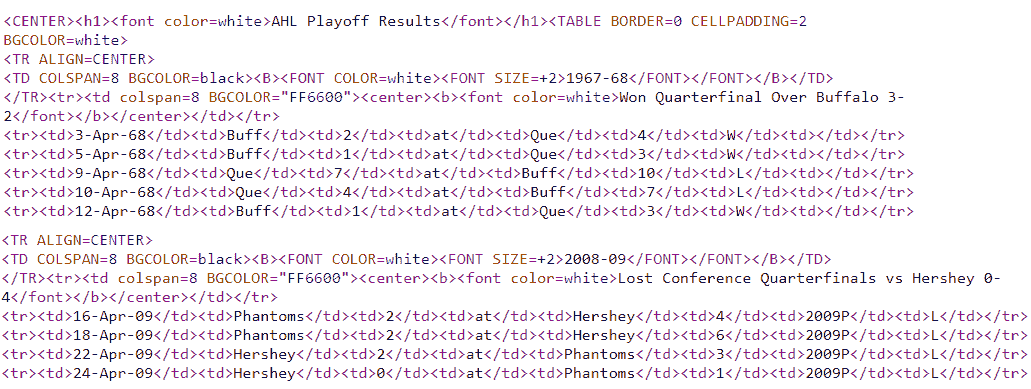 <CENTER><h1><font color=white>AHL Playoff Results</font></h1><TABLE BORDER=0 CELLPADDING=2
BGCOLOR=white>
<TR ALIGN=CENTER>
<TD COLSPAN=8 BGCOLOR=black><B><FONT COLOR=white><FONT SIZE=+2>1967-68</FONT></FONT></B></TD>
</TR><tr><td colspan=8 BGCOLOR="FF6600"><center><b><font color=white>Won Quarterfinal Over Buffalo 3-
2</font></b></center></td></tr>
<tr><td>3-Apr-68</td><td>Buff</td><td>2</td><td>at</td><td>Que</td><td>4</td><td>W</td><td></td></tr>
<tr><td>5-Apr-68</td><td>Buff</td><td>1</td><td>at</td><td>Que</td><td>3</td><td>W</td><td></td></tr>
<tr><td>9-Apr-68</td><td>Que</td><td>7</td><td>at</td><td>Buff</td><td>10</td><td>L</td><td></td></tr>
<tr><td>10-Apr-68</td><td>Que</td><td>4</td><td>at</td><td>Buff</td><td>7</td><td>L</td><td></td></tr>
<tr><td>12-Apr-68</td><td>Buff</td><td>1</td><td>at</td><td>Que</td><td>3</td><td>W</td><td></td></tr>
<TR ALIGN=CENTER>
<TD COLSPAN=8 BGCOLOR=black><B><FONT COLOR=white><FONT SIZE=+2>2008-09</FONT></FONT></B></TD>
</TR><tr><td colspan=8 BGCOLOR="FF6600"><center><b><font color=white>Lost Conference Quarterfinals vs Hershey 0-
4</font></b></center></td></tr>
<tr><td>16-Apr-09</td><td>Phantoms</td><td>2</td><td>at</td><td>Hershey</td><td>4</td><td>2009P</td><td>L</td></tr>
<tr><td>18-Apr-09</td><td>Phantoms</td><td>2</td><td>at</td><td>Hershey</td><td>6</td><td>2009P</td><td>L</td></tr>
<tr><td>22-Apr-09</td><td>Hershey</td><td>2</td><td>at</td><td>Phantoms</td><td>3</td><td>2009P</td><td>L</td></tr>
<tr><td>24-Apr-09</td><td>Hershey</td><td>0</td><td>at</td><td>Phantoms</td><td>1</td><td>2009P</td><td>L</td></tr>